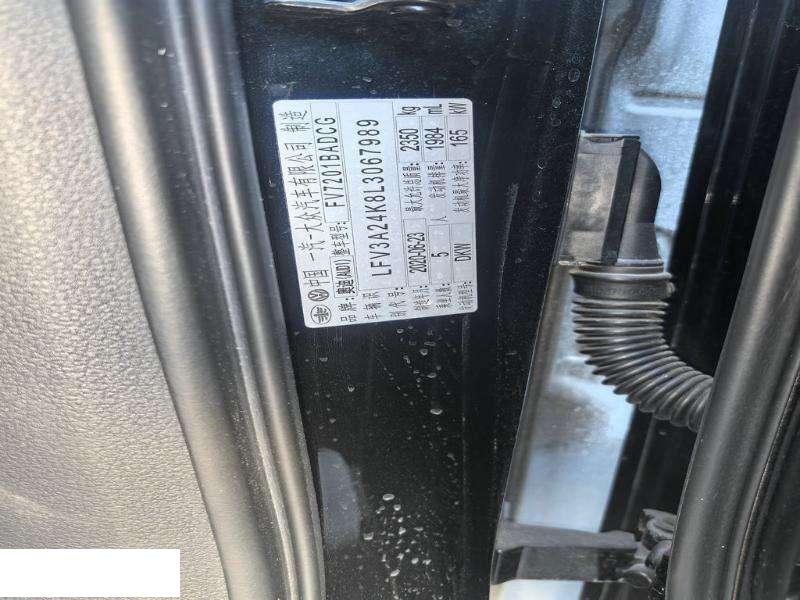 中国 一汽-大众汽车有限公司 制造
品牌: 奥迪(AUDI) 整车型号: FV7201BADCG
车辆识别代号: LFV3A24K8L3067989
制造年月: 2020-06-23 最大允许总质量: 2350 kg
乘坐人数: 5 人 发动机排量: 1984 mL
发动机型号: DKW 发动机最大净功率: 165 kW